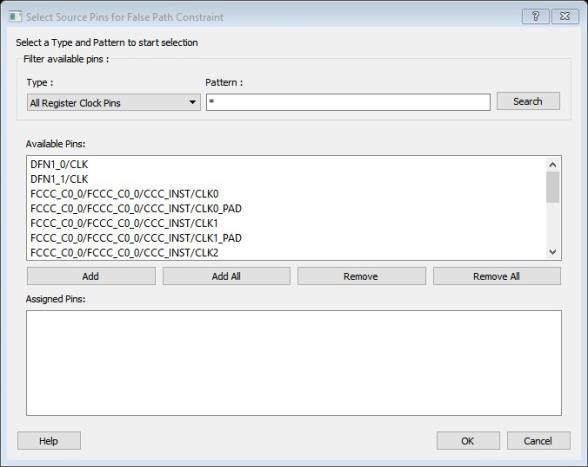 Select Source Pins for False Path Constraint
Select a Type and Pattern to start selection
Filter available pins :
Type :
Pattern :
All Register Clock Pins
*
Search
Available Pins:
DFN1_0/CLK
DFN1_1/CLK
FCCC_C0_0/FCCC_C0_0/CCC_INST/CLK0
FCCC_C0_0/FCCC_C0_0/CCC_INST/CLK0_PAD
FCCC_C0_0/FCCC_C0_0/CCC_INST/CLK1
FCCC_C0_0/FCCC_C0_0/CCC_INST/CLK1_PAD
FCCC_C0_0/FCCC_C0_0/CCC_INST/CLK2
Add
Add All
Remove
Remove All
Assigned Pins:
Help
OK
Cancel